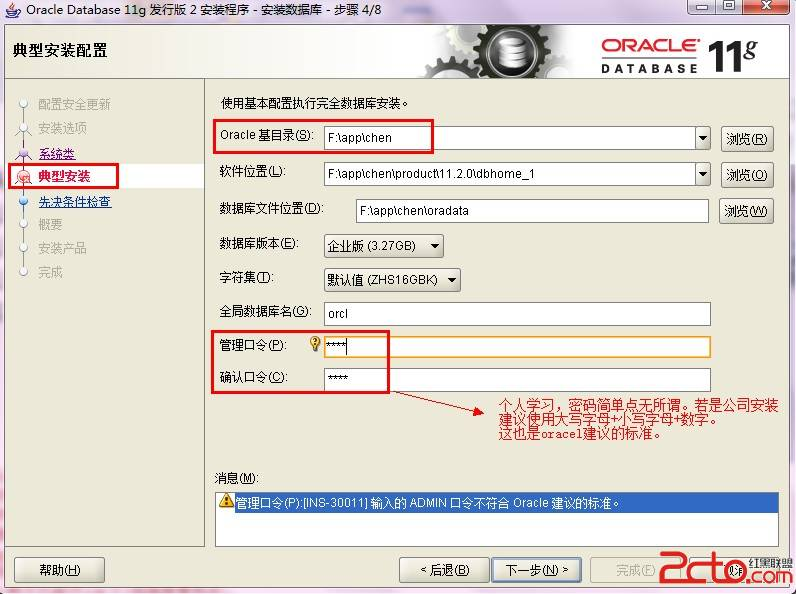 Oracle Database 11g 发行版 2 安装程序 - 安装数据库 - 步骤 4/8
典型安装配置
ORACLE DATABASE 11g
配置安全更新
安装选项
系统类
典型安装
先决条件检查
概要
安装产品
完成
使用基本配置执行完全数据库安装。
Oracle 基目录(S): F:\app\chen 浏览(R)
软件位置(L): F:\app\chen\product\11.2.0\dbhome_1 浏览(O)
数据库文件位置(D): F:\app\chen\oradata 浏览(W)
数据库版本(E): 企业版 (3.27GB)
字符集(T): 默认值 (ZHS16GBK)
全局数据库名(G): orcl
管理口令(P): ****
确认口令(C): ****
个人学习，密码简单点无所谓。若是公司安装
建议使用大写字母+小写字母+数字。
这也是oracel建议的标准。
消息(M):
管理口令(P):[INS-30011] 输入的 ADMIN 口令不符合 Oracle 建议的标准。
帮助(H) < 后退(B) 下一步(N) > 完成(F) 取消
2cto.com 红黑联盟